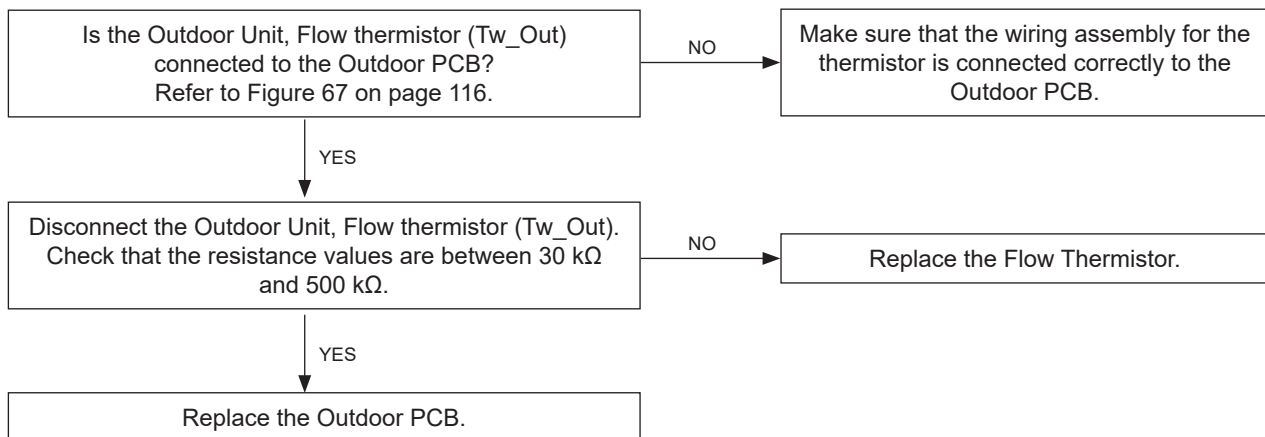 Is the Outdoor Unit, Flow thermistor (Tw_Out)
connected to the Outdoor PCB?
Refer to Figure 67 on page 116.
NO
Make sure that the wiring assembly for the
thermistor is connected correctly to the
Outdoor PCB.
YES
Disconnect the Outdoor Unit, Flow thermistor (Tw_Out).
Check that the resistance values are between 30 kΩ
and 500 kΩ.
NO
Replace the Flow Thermistor.
YES
Replace the Outdoor PCB.